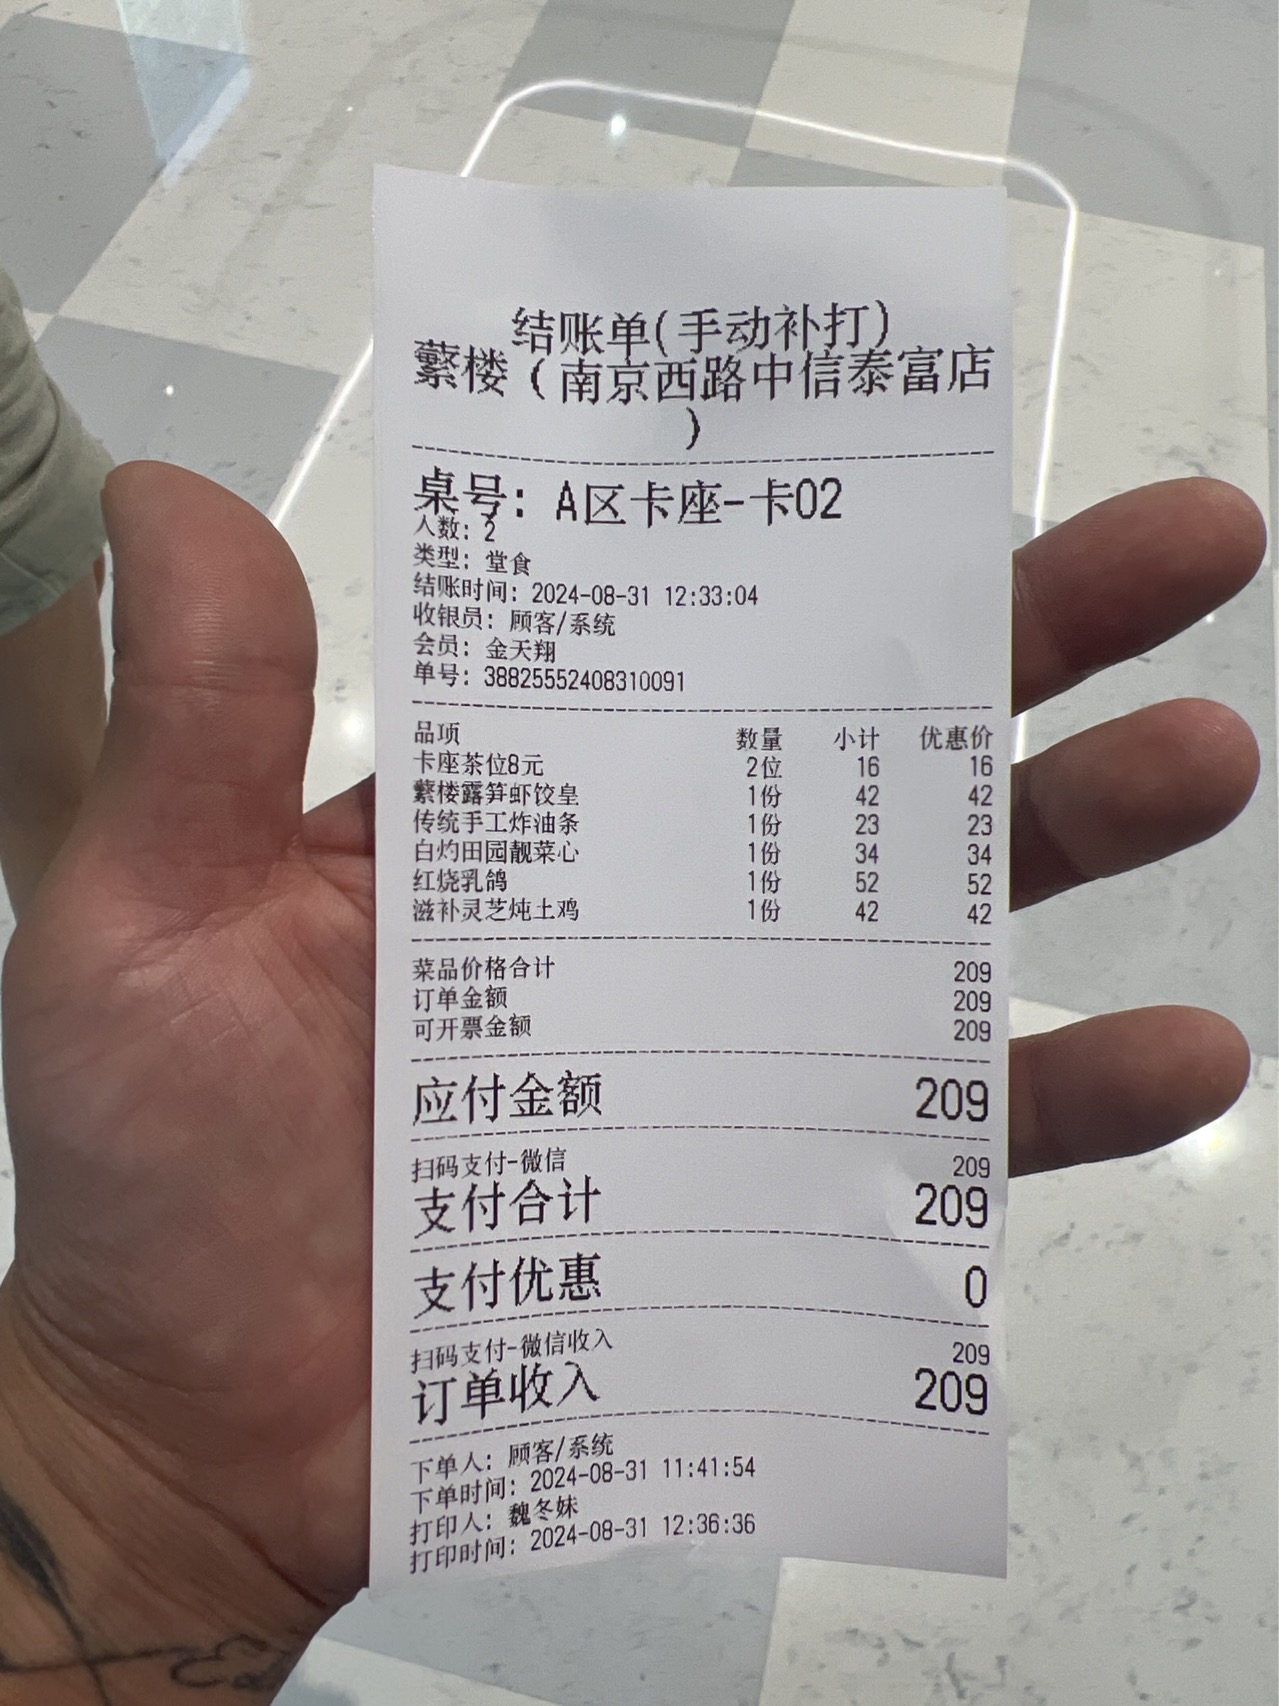 结账单(手动补打)
蘩楼（南京西路中信泰富店
）
桌号: A区卡座-卡02
人数: 2
类型: 堂食
结账时间: 2024-08-31 12:33:04
收银员: 顾客/系统
会员: 金天翔
单号: 38825552408310091
品项 数量 小计 优惠价
卡座茶位8元 2位 16 16
蘩楼露笋虾饺皇 1份 42 42
传统手工炸油条 1份 23 23
白灼田园靓菜心 1份 34 34
红烧乳鸽 1份 52 52
滋补灵芝炖土鸡 1份 42 42
菜品价格合计 209
订单金额 209
可开票金额 209
应付金额 209
扫码支付-微信 209
支付合计 209
支付优惠 0
扫码支付-微信收入 209
订单收入 209
下单人: 顾客/系统
下单时间: 2024-08-31 11:41:54
打印人: 魏冬妹
打印时间: 2024-08-31 12:36:36